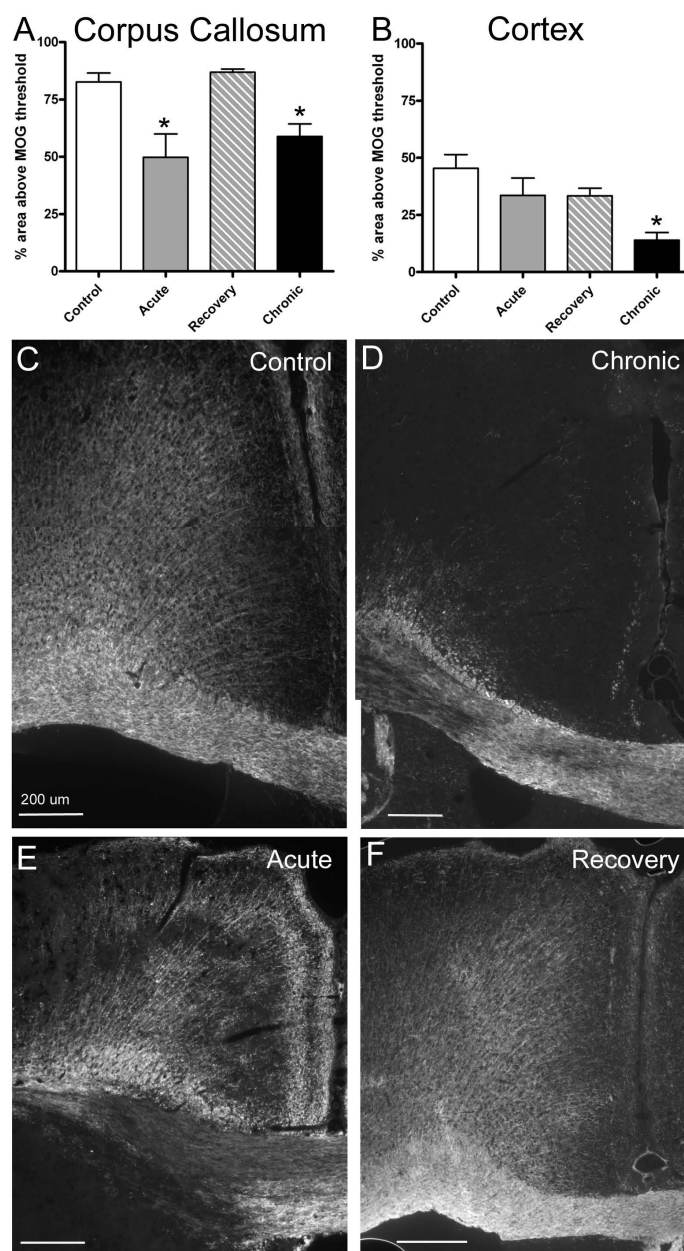 A Corpus Callosum
% area above MOG threshold
100
75
50
25
0
*
*
Control
Acute
Recovery
Chronic
B Cortex
% area above MOG threshold
100
75
50
25
0
*
Control
Acute
Recovery
Chronic
C Control
200 um
D Chronic
E Acute
F Recovery